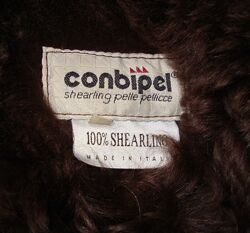 conbipel®
shearling pelle pellicce
100% SHEARLING
MADE IN ITALY